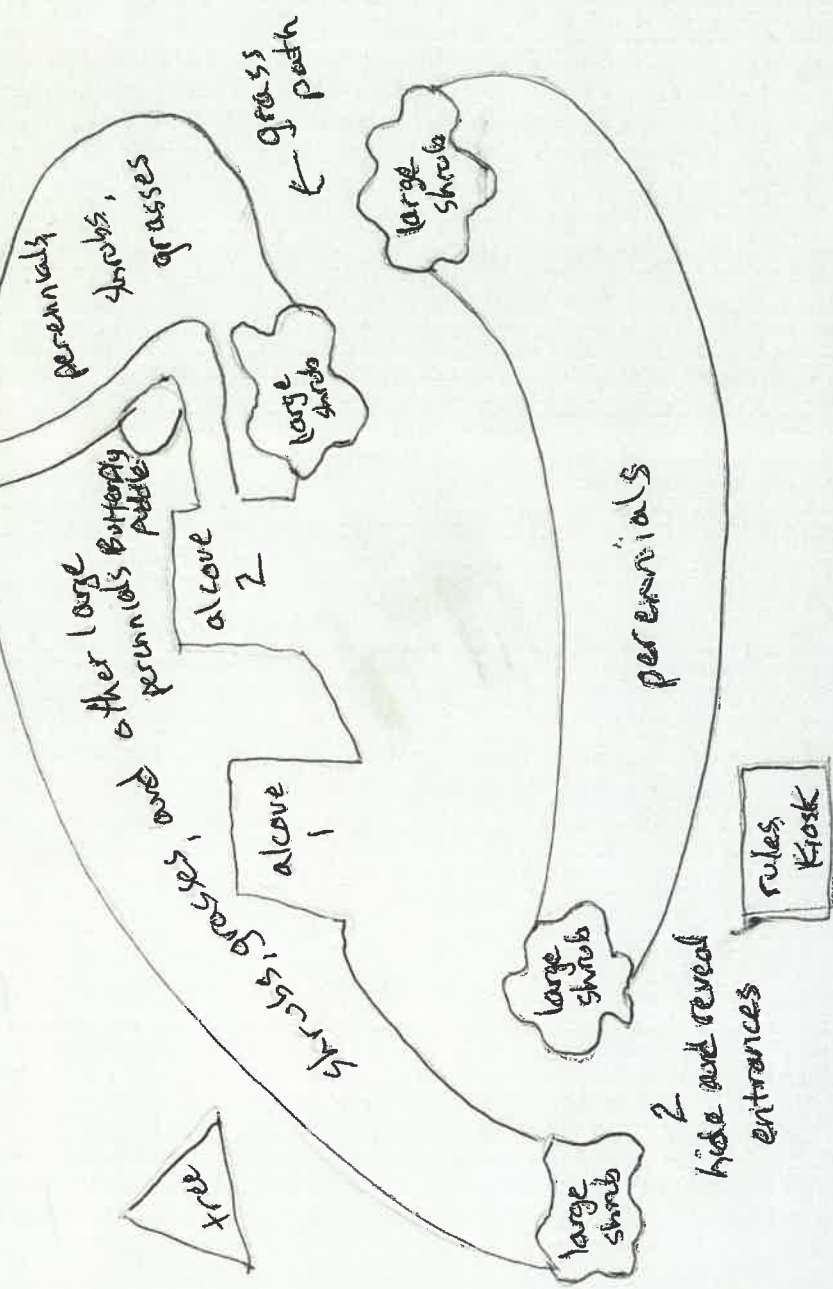 tree
perennials,
shrubs,
grasses
shrubs, grasses, and other large
perennials
Butterfly
puddle
alcove
1
alcove
2
← grass
path
large
shrub
large
shrub
large
shrub
large
shrub
perennials
2
hide and reveal
entrances
rules
Kiosk